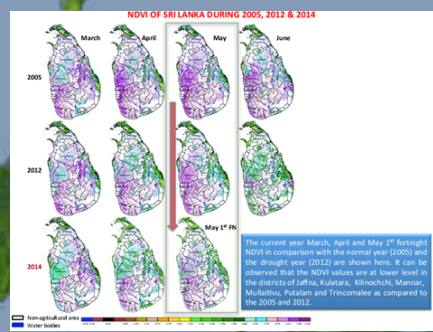 NDVI OF SRI LANKA DURING 2005, 2012 & 2014
March April May June
2005
2012
May 1st FN
2014
The current year March, April and May 1st fortnight
NDVI in comparison with the normal year (2005) and
the drought year (2012) are shown here. It can be
observed that the NDVI values are at lower level in
the districts of Jaffna, Kulatara, Kilinochchi, Mannar,
Mullaittivu, Putalam and Trincomalee as compared to
the 2005 and 2012.
Non-agricultural area
Water bodies